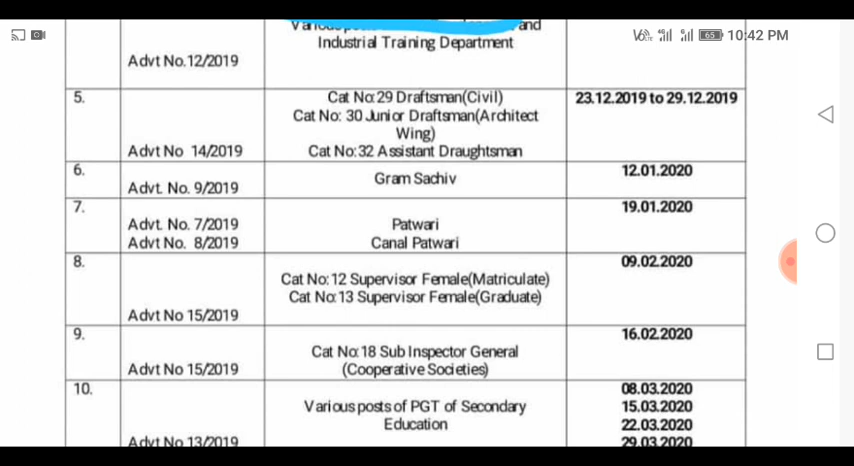 and
Industrial Training Department
Advt No.12/2019
10:42 PM
65
5.
Cat No:29 Draftsman(Civil)
Cat No: 30 Junior Draftsman(Architect
Wing)
Cat No:32 Assistant Draughtsman
Advt No 14/2019
23.12.2019 to 29.12.2019
6.
Advt. No. 9/2019
Gram Sachiv
12.01.2020
7.
Advt. No. 7/2019
Advt No. 8/2019
Patwari
Canal Patwari
19.01.2020
8.
Advt No 15/2019
Cat No:12 Supervisor Female(Matriculate)
Cat No:13 Supervisor Female(Graduate)
09.02.2020
9.
Advt No 15/2019
Cat No:18 Sub Inspector General
(Cooperative Societies)
16.02.2020
10.
Advt No 13/2019
Various posts of PGT of Secondary
Education
08.03.2020
15.03.2020
22.03.2020
29.03.2020